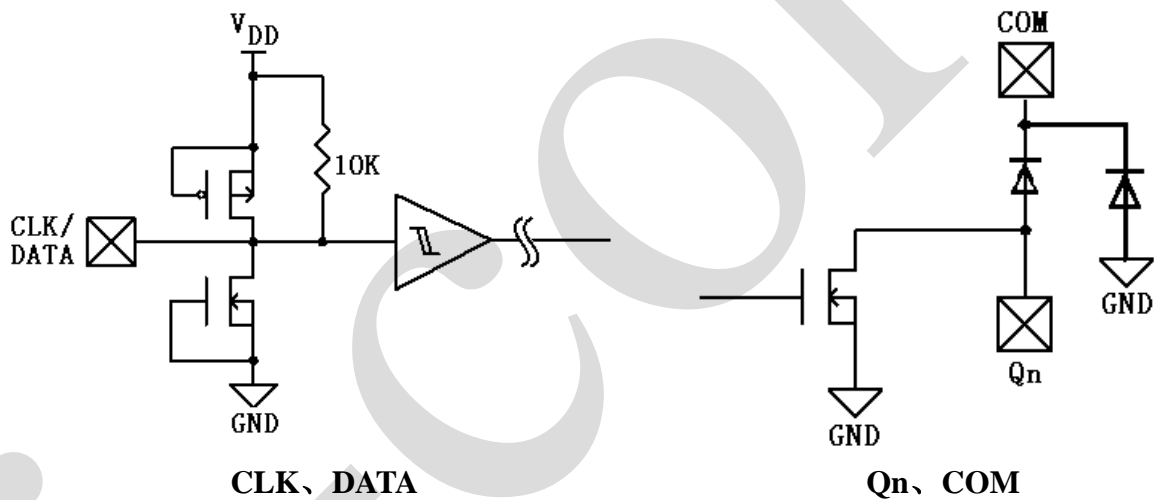 VDD
10K
CLK/
DATA
GND
CLK、DATA
COM
GND
Qn
GND
Qn、COM